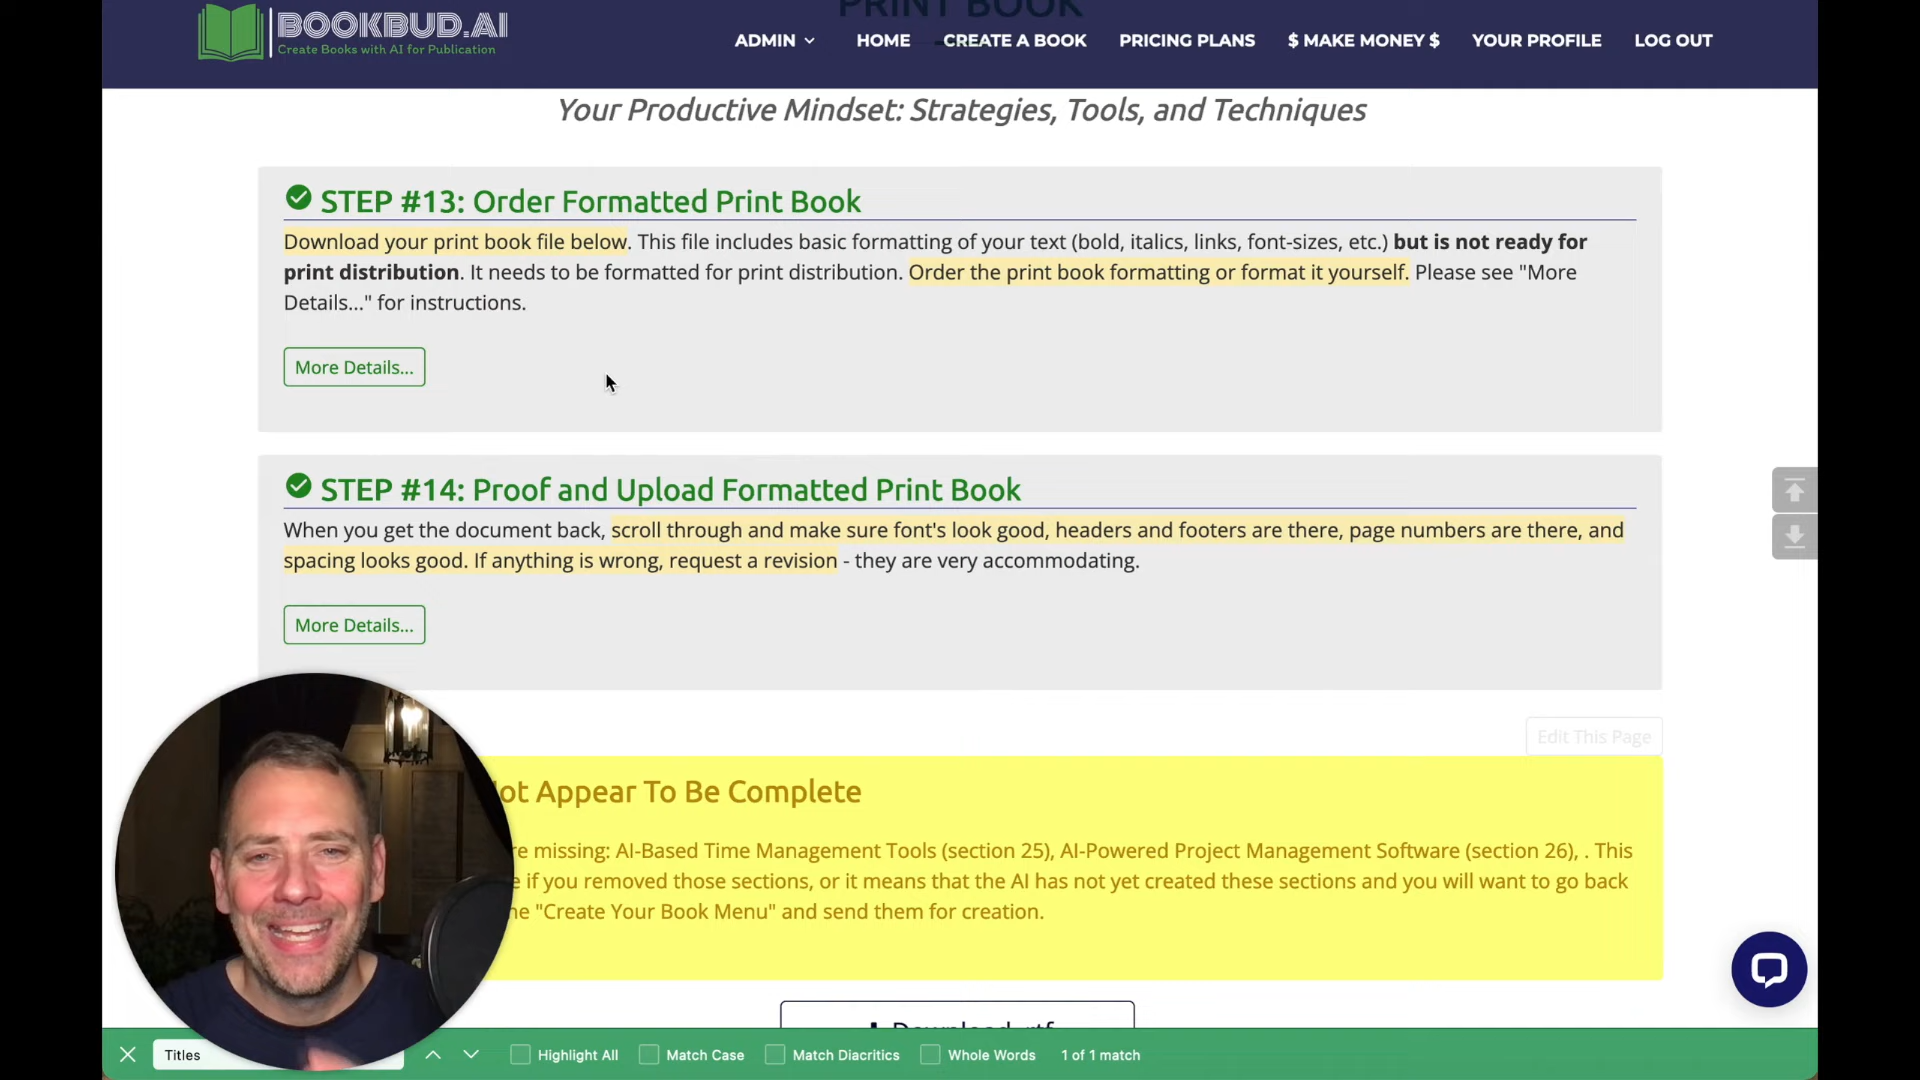 PRINT BOOK
BOOKBUD.AI
Create Books with AI for Publication
ADMIN
HOME
CREATE A BOOK
PRICING PLANS
$ MAKE MONEY $
YOUR PROFILE
LOG OUT
Your Productive Mindset: Strategies, Tools, and Techniques
STEP #13: Order Formatted Print Book
Download your print book file below. This file includes basic formatting of your text (bold, italics, links, font-sizes, etc.) but is not ready for
print distribution. It needs to be formatted for print distribution. Order the print book formatting or format it yourself. Please see "More
Details..." for instructions.
More Details...
STEP #14: Proof and Upload Formatted Print Book
When you get the document back, scroll through and make sure font's look good, headers and footers are there, page numbers are there, and
spacing looks good. If anything is wrong, request a revision - they are very accommodating.
More Details...
Edit This Page
Appear To Be Complete
missing: AI-Based Time Management Tools (section 25), AI-Powered Project Management Software (section 26), . This
if you removed those sections, or it means that the AI has not yet created these sections and you will want to go back
"Create Your Book Menu" and send them for creation.
Download .rtf
Titles
Highlight All
Match Case
Match Diacritics
Whole Words
1 of 1 match